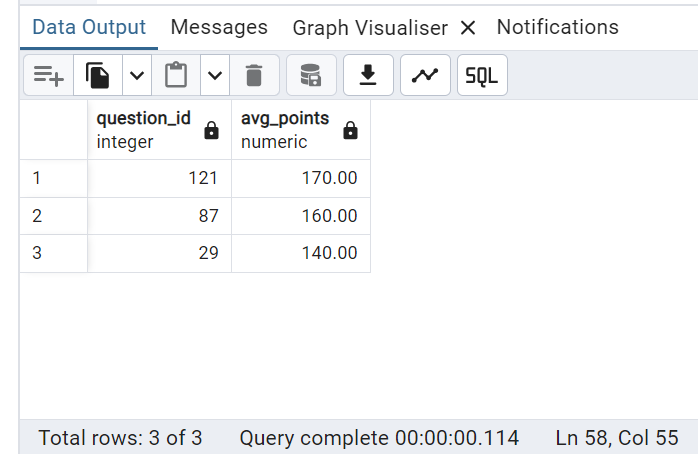 Data Output Messages Graph Visualiser Notifications
SQL
question_id avg_points
integer numeric
1 121 170.00
2 87 160.00
3 29 140.00
Total rows: 3 of 3 Query complete 00:00:00.114 Ln 58, Col 55